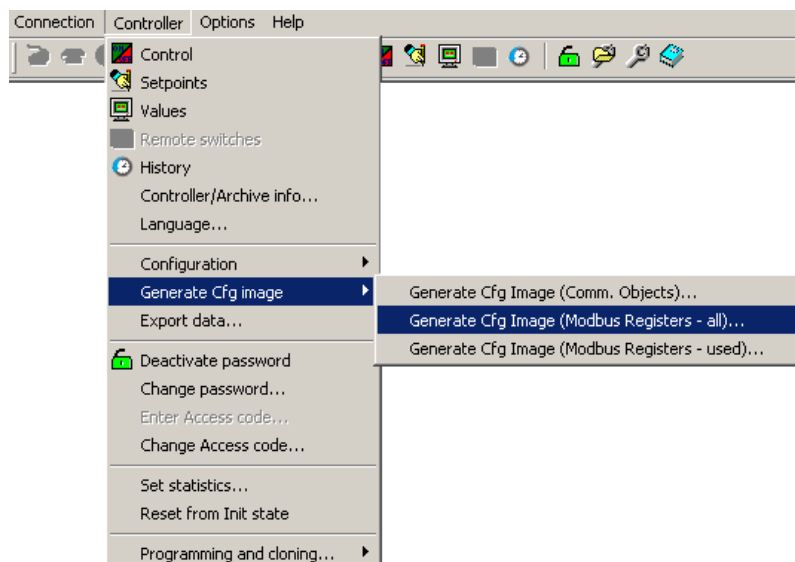 Connection Controller Options Help
Control
Setpoints
Values
Remote switches
History
Controller/Archive info...
Language...
Configuration
Generate Cfg image
Generate Cfg Image (Comm. Objects)...
Generate Cfg Image (Modbus Registers - all)...
Generate Cfg Image (Modbus Registers - used)...
Export data...
Deactivate password
Change password...
Enter Access code...
Change Access code...
Set statistics...
Reset from Init state
Programming and cloning...